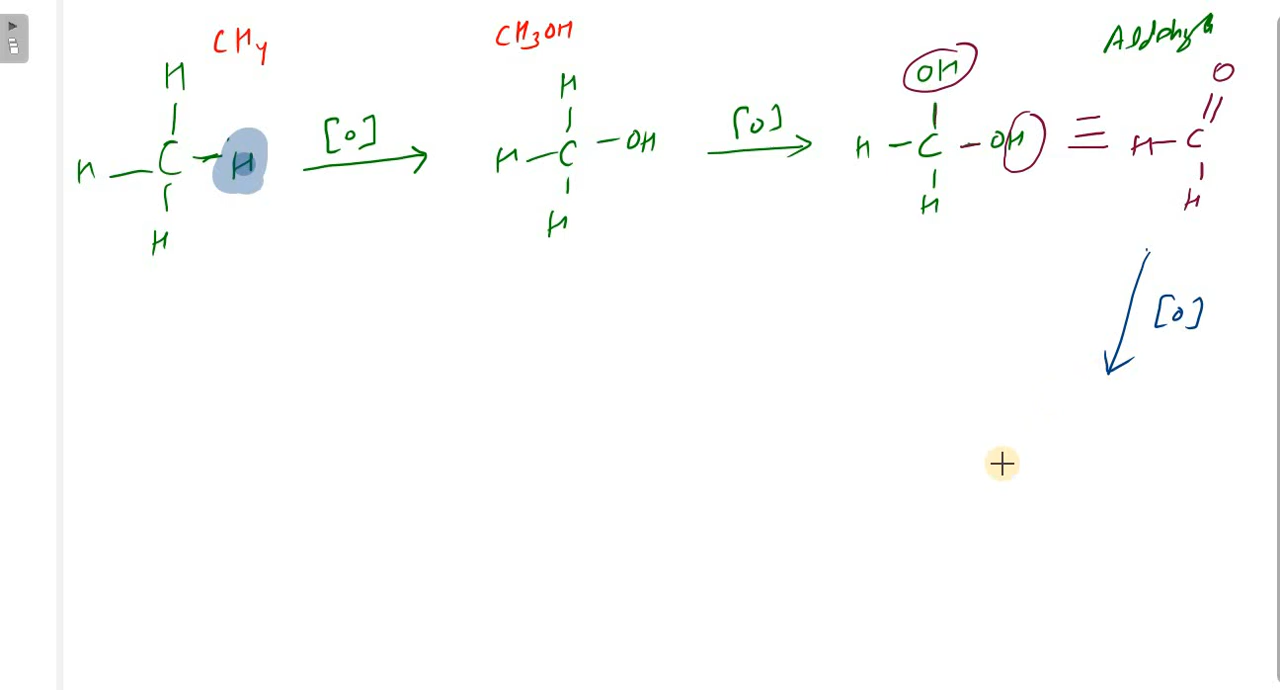 CH4 CH3OH Aldehyde
H H OH O
H — C — H [O] H — C — OH [O] H — C — OH ≡ H — C
H H H H
[O]